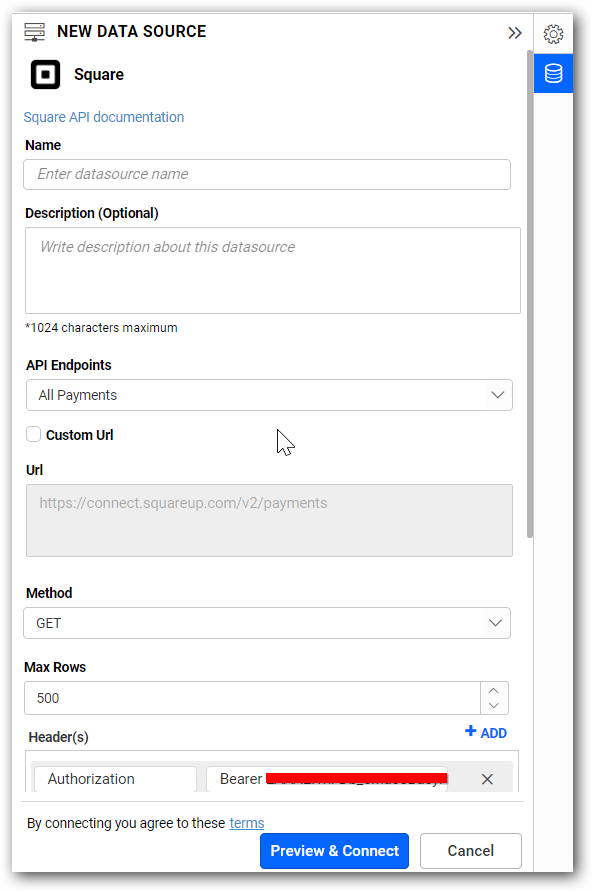 NEW DATA SOURCE
Square
Square API documentation
Name
Enter datasource name
Description (Optional)
Write description about this datasource
*1024 characters maximum
API Endpoints
All Payments
Custom Url
Url
https://connect.squareup.com/v2/payments
Method
GET
Max Rows
500
Header(s)
+ ADD
Authorization
Bearer
By connecting you agree to these terms
Preview & Connect
Cancel